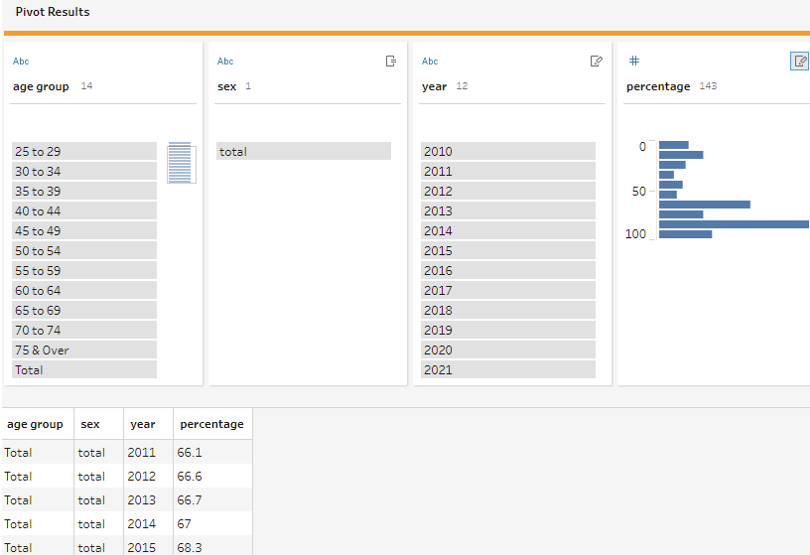 Pivot Results
Abc
age group 14
25 to 29
30 to 34
35 to 39
40 to 44
45 to 49
50 to 54
55 to 59
60 to 64
65 to 69
70 to 74
75 & Over
Total
Abc
sex 1
total
Abc
year 12
2010
2011
2012
2013
2014
2015
2016
2017
2018
2019
2020
2021
#
percentage 143
0
50
100
age group sex year percentage
Total total 2011 66.1
Total total 2012 66.6
Total total 2013 66.7
Total total 2014 67
Total total 2015 68.3